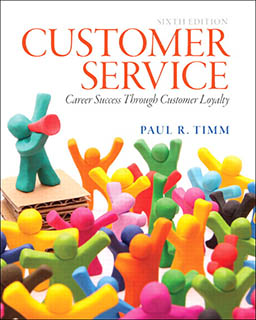 SIXTH EDITION
CUSTOMER
SERVICE
Career Success Through Customer Loyalty
PAUL R. TIMM